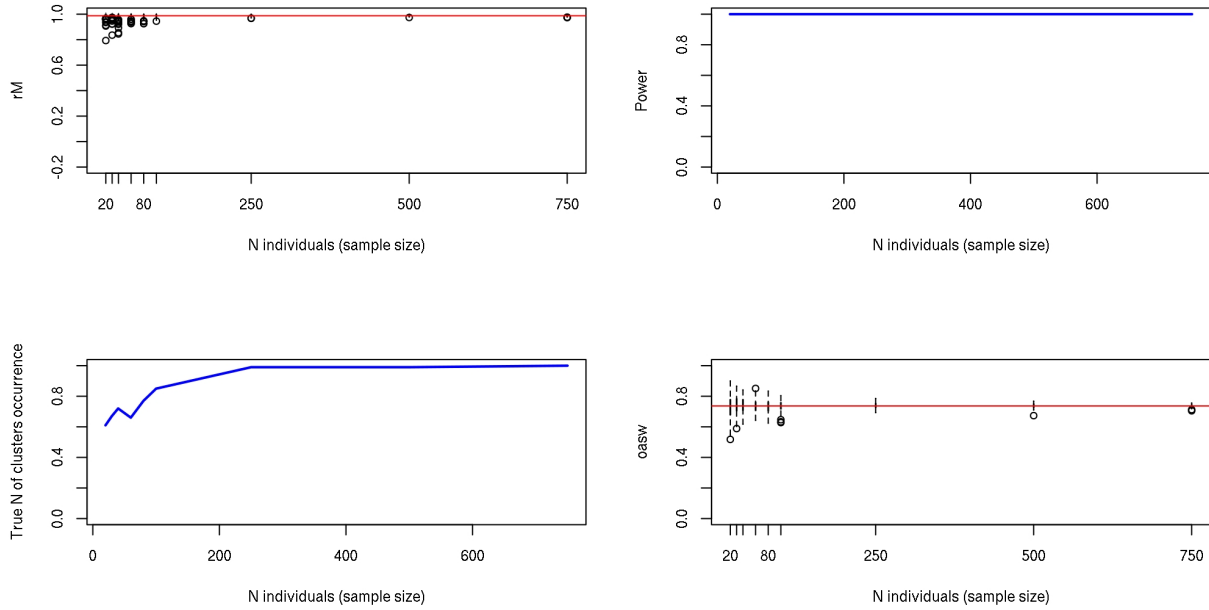 rM
1.0
0.6
0.2
-0.2
20 80 250 500 750
N individuals (sample size)
Power
0.8
0.4
0.0
0 200 400 600
N individuals (sample size)
True N of clusters occurrence
0.8
0.4
0.0
0 200 400 600
N individuals (sample size)
oasw
0.8
0.4
0.0
20 80 250 500 750
N individuals (sample size)